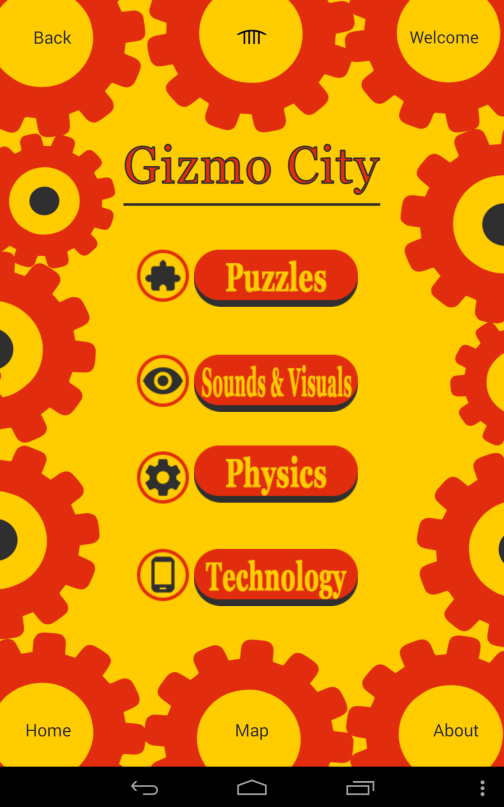 Back
Welcome
Gizmo City
Puzzles
Sounds & Visuals
Physics
Technology
Home
Map
About